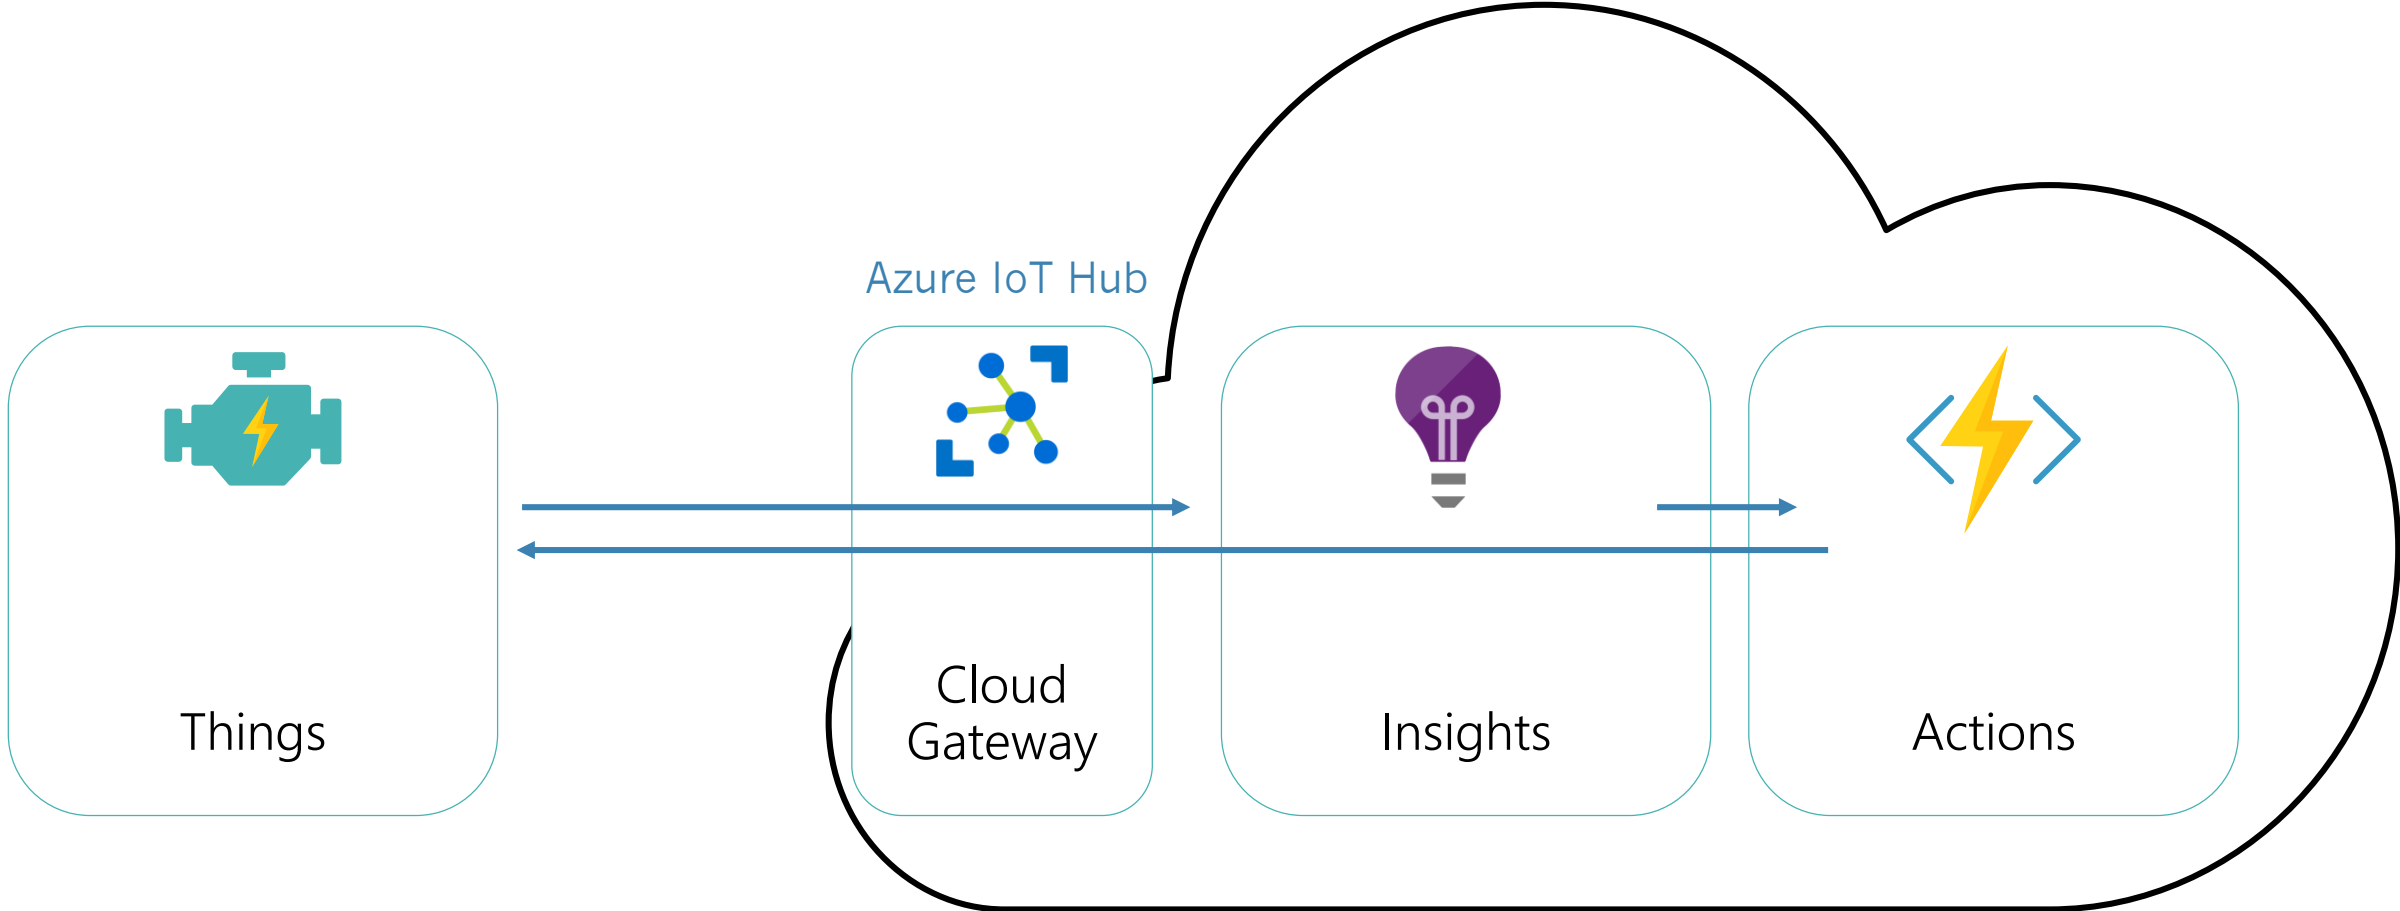 Azure IoT Hub
Things
Cloud
Gateway
Insights
Actions